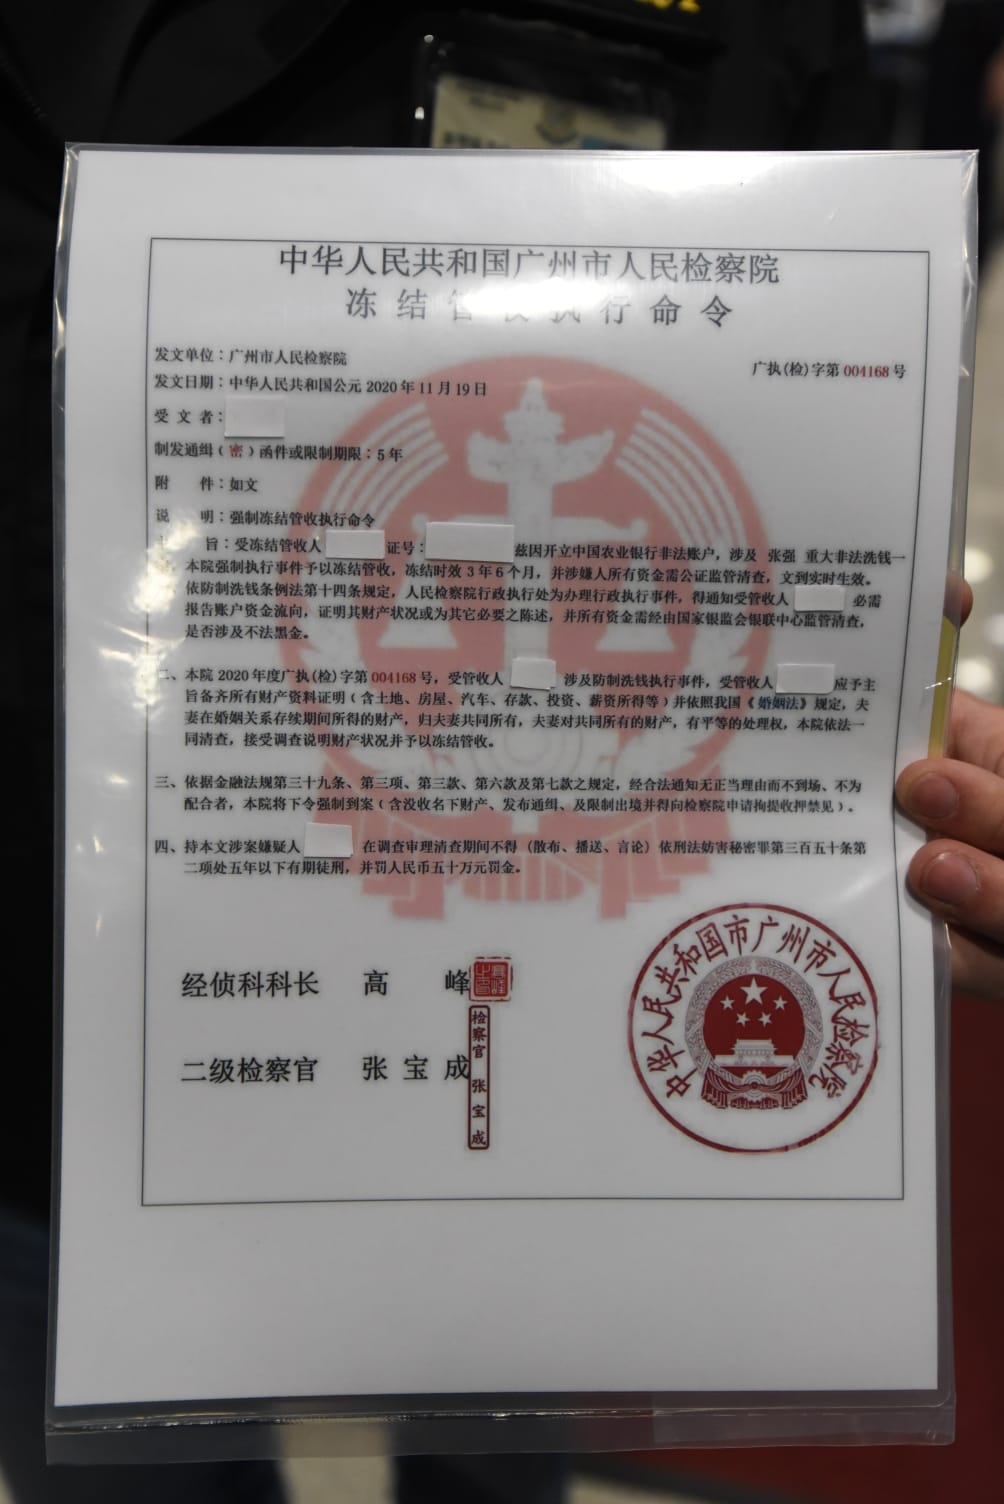 中华人民共和国广州市人民检察院
冻结管收执行命令
发文单位：广州市人民检察院
广执(检)字第 004168 号
发文日期：中华人民共和国公元 2020 年 11 月 19 日
受 文 者：
制发通缉（密）函件或限制期限：5 年
附 件：如文
说 明：强制冻结管收执行命令
旨：受冻结管收人 证号： 兹因开立中国农业银行非法账户，涉及 张强 重大非法洗钱一
本院强制执行事件予以冻结管收，冻结时效 3 年 6 个月，并涉嫌人所有资金需公证监管清查，文到实时生效。
依防制洗钱条例法第十四条规定，人民检察院行政执行处为办理行政执行事件，得通知受管收人 必需
报告账户资金流向，证明其财产状况或为其它必要之陈述，并所有资金需经由国家银监会银联中心监管清查，
是否涉及不法黑金。
二、本院 2020 年度广执(检)字第 004168 号，受管收人 涉及防制洗钱执行事件，受管收人 应予主
旨备齐所有财产资料证明（含土地、房屋、汽车、存款、投资、薪资所得等）并依照我国《婚姻法》规定，夫
妻在婚姻关系存续期间所得的财产，归夫妻共同所有，夫妻对共同所有的财产，有平等的处理权，本院依法一
同清查，接受调查说明财产状况并予以冻结管收。
三、依据金融法规第三十九条、第三项、第三款、第六款及第七款之规定，经合法通知无正当理由而不到场、不为
配合者，本院将下令强制到案（含没收名下财产、发布通缉、及限制出境并得向检察院申请拘提收押禁见）。
四、持本文涉案嫌疑人 在调查审理清查期间不得（散布、播送、言论）依刑法妨害秘密罪第三百五十条第
二项处五年以下有期徒刑，并罚人民币五十万元罚金。
经侦科科长 高 峰
二级检察官 张 宝 成
检察官 张宝成
中华人民共和国市广州市人民检察院